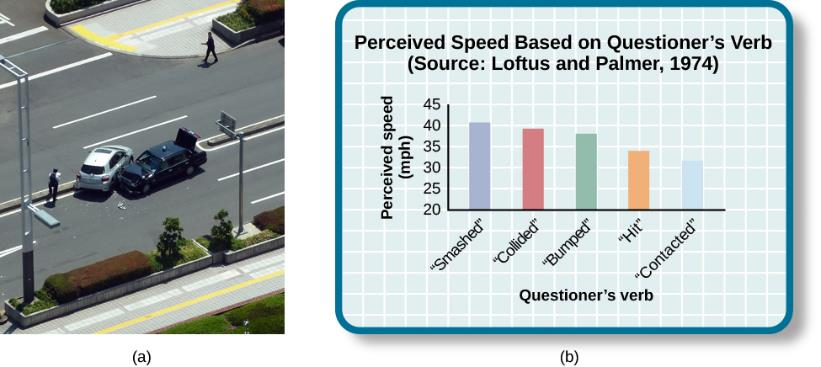 Perceived Speed Based on Questioner’s Verb
(Source: Loftus and Palmer, 1974)
Perceived speed
(mph)
45
40
35
30
25
20
“Smashed”
“Collided”
“Bumped”
“Hit”
“Contacted”
Questioner’s verb
(a)
(b)